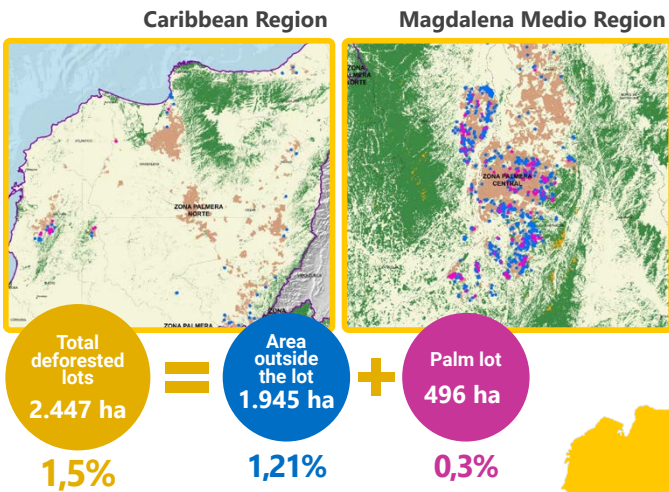 Caribbean Region
Magdalena Medio Region
ZONA PALMERA
NORTE
ZONA PALMERA
ZONA
ZONA PALMERA
CENTRAL
Total
deforested
lots
2.447 ha
Area
outside
the lot
1.945 ha
Palm lot
496 ha
1,5%
1,21%
0,3%